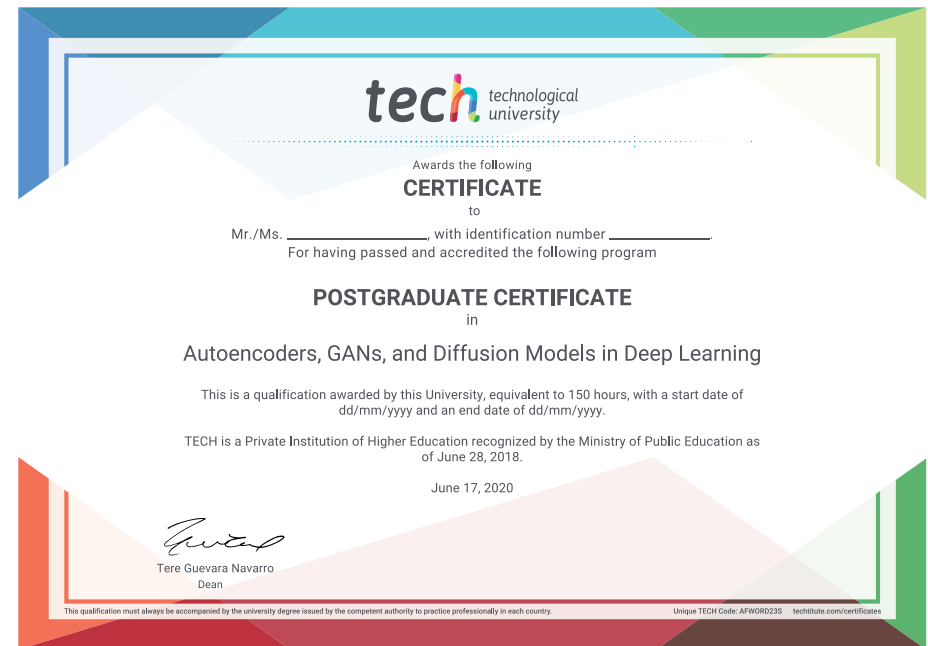 tech technological
university
Awards the following
CERTIFICATE
to
Mr./Ms. ____________________, with identification number ______________.
For having passed and accredited the following program
POSTGRADUATE CERTIFICATE
in
Autoencoders, GANs, and Diffusion Models in Deep Learning
This is a qualification awarded by this University, equivalent to 150 hours, with a start date of
dd/mm/yyyy and an end date of dd/mm/yyyy.
TECH is a Private Institution of Higher Education recognized by the Ministry of Public Education as
of June 28, 2018.
June 17, 2020
Tere Guevara Navarro
Dean
This qualification must always be accompanied by the university degree issued by the competent authority to practice professionally in each country. Unique TECH Code: AFWORD23S techtitute.com/certificates